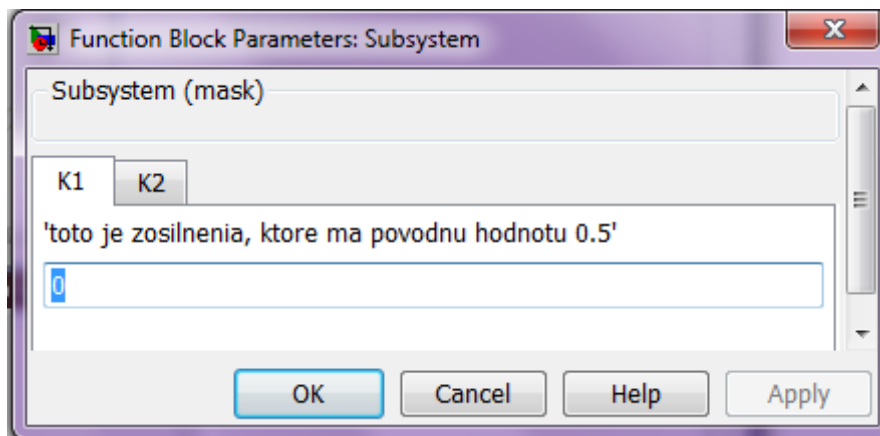 Function Block Parameters: Subsystem
Subsystem (mask)
K1 K2
'toto je zosilnenia, ktore ma povodnu hodnotu 0.5'
0
OK Cancel Help Apply